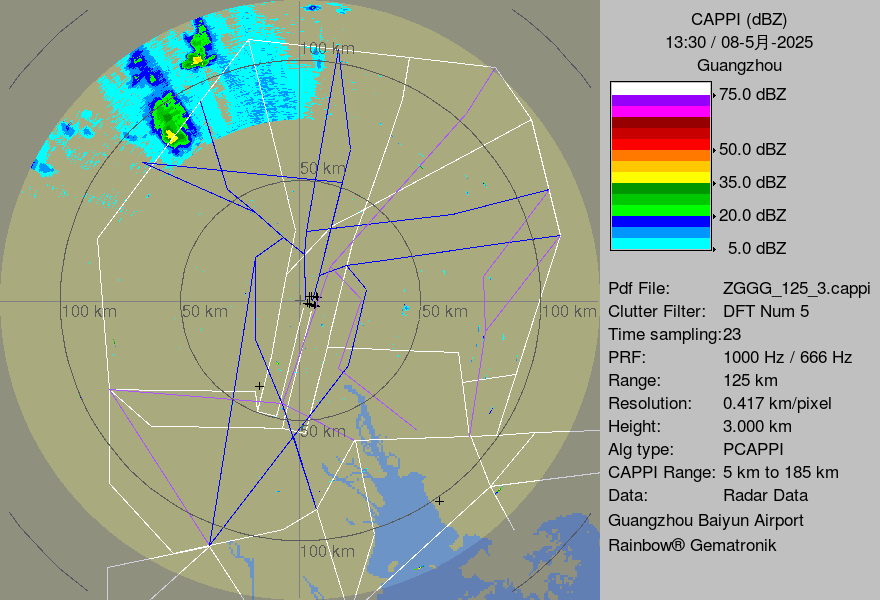 CAPPI (dBZ)
13:30 / 08-5月-2025
Guangzhou
75.0 dBZ
50.0 dBZ
35.0 dBZ
20.0 dBZ
5.0 dBZ
100 km
50 km
100 km
50 km
50 km
100 km
50 km
100 km
Pdf File: ZGGG_125_3.cappi
Clutter Filter: DFT Num 5
Time sampling:23
PRF: 1000 Hz / 666 Hz
Range: 125 km
Resolution: 0.417 km/pixel
Height: 3.000 km
Alg type: PCAPPI
CAPPI Range: 5 km to 185 km
Data: Radar Data
Guangzhou Baiyun Airport
Rainbow® Gematronik